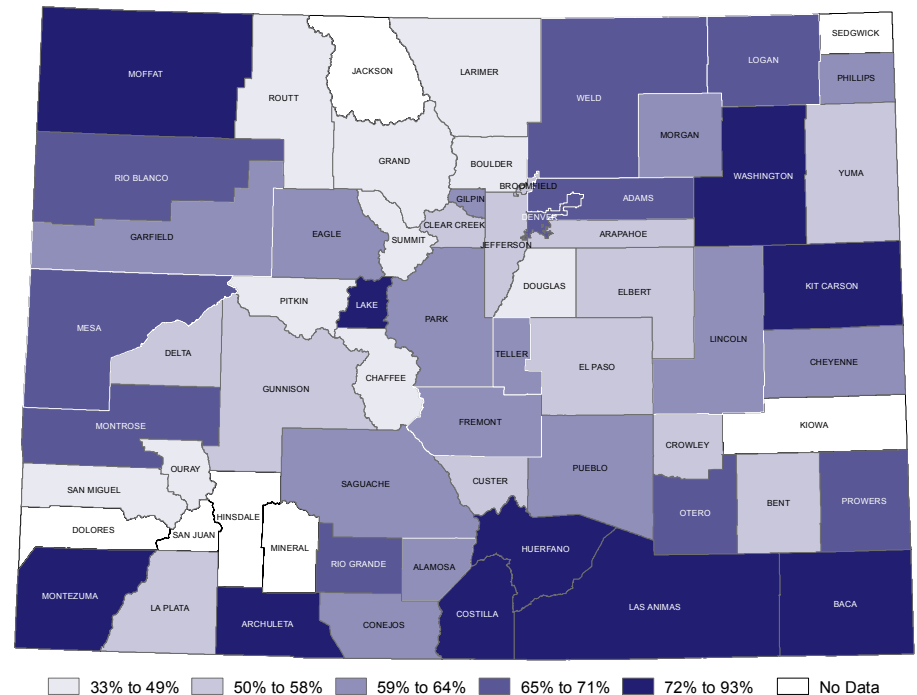 SEDGWICK
LOGAN
JACKSON
LARIMER
MOFFAT
PHILLIPS
ROUTT
WELD
MORGAN
GRAND
BOULDER
YUMA
WASHINGTON
RIO BLANCO
BROOMFIELD
GILPIN
ADAMS
DENVER
CLEAR CREEK
EAGLE
GARFIELD
SUMMIT
ARAPAHOE
JEFFERSON
DOUGLAS
KIT CARSON
ELBERT
PITKIN
LAKE
PARK
MESA
LINCOLN
DELTA
TELLER
CHEYENNE
EL PASO
CHAFFEE
GUNNISON
FREMONT
MONTROSE
KIOWA
CROWLEY
OURAY
PUEBLO
CUSTER
SAGUACHE
SAN MIGUEL
BENT
PROWERS
OTERO
HINSDALE
DOLORES
SAN JUAN
MINERAL
HUERFANO
RIO GRANDE
ALAMOSA
MONTEZUMA
LA PLATA
BACA
LAS ANIMAS
COSTILLA
ARCHULETA
CONEJOS
33% to 49% 50% to 58% 59% to 64% 65% to 71% 72% to 93% No Data